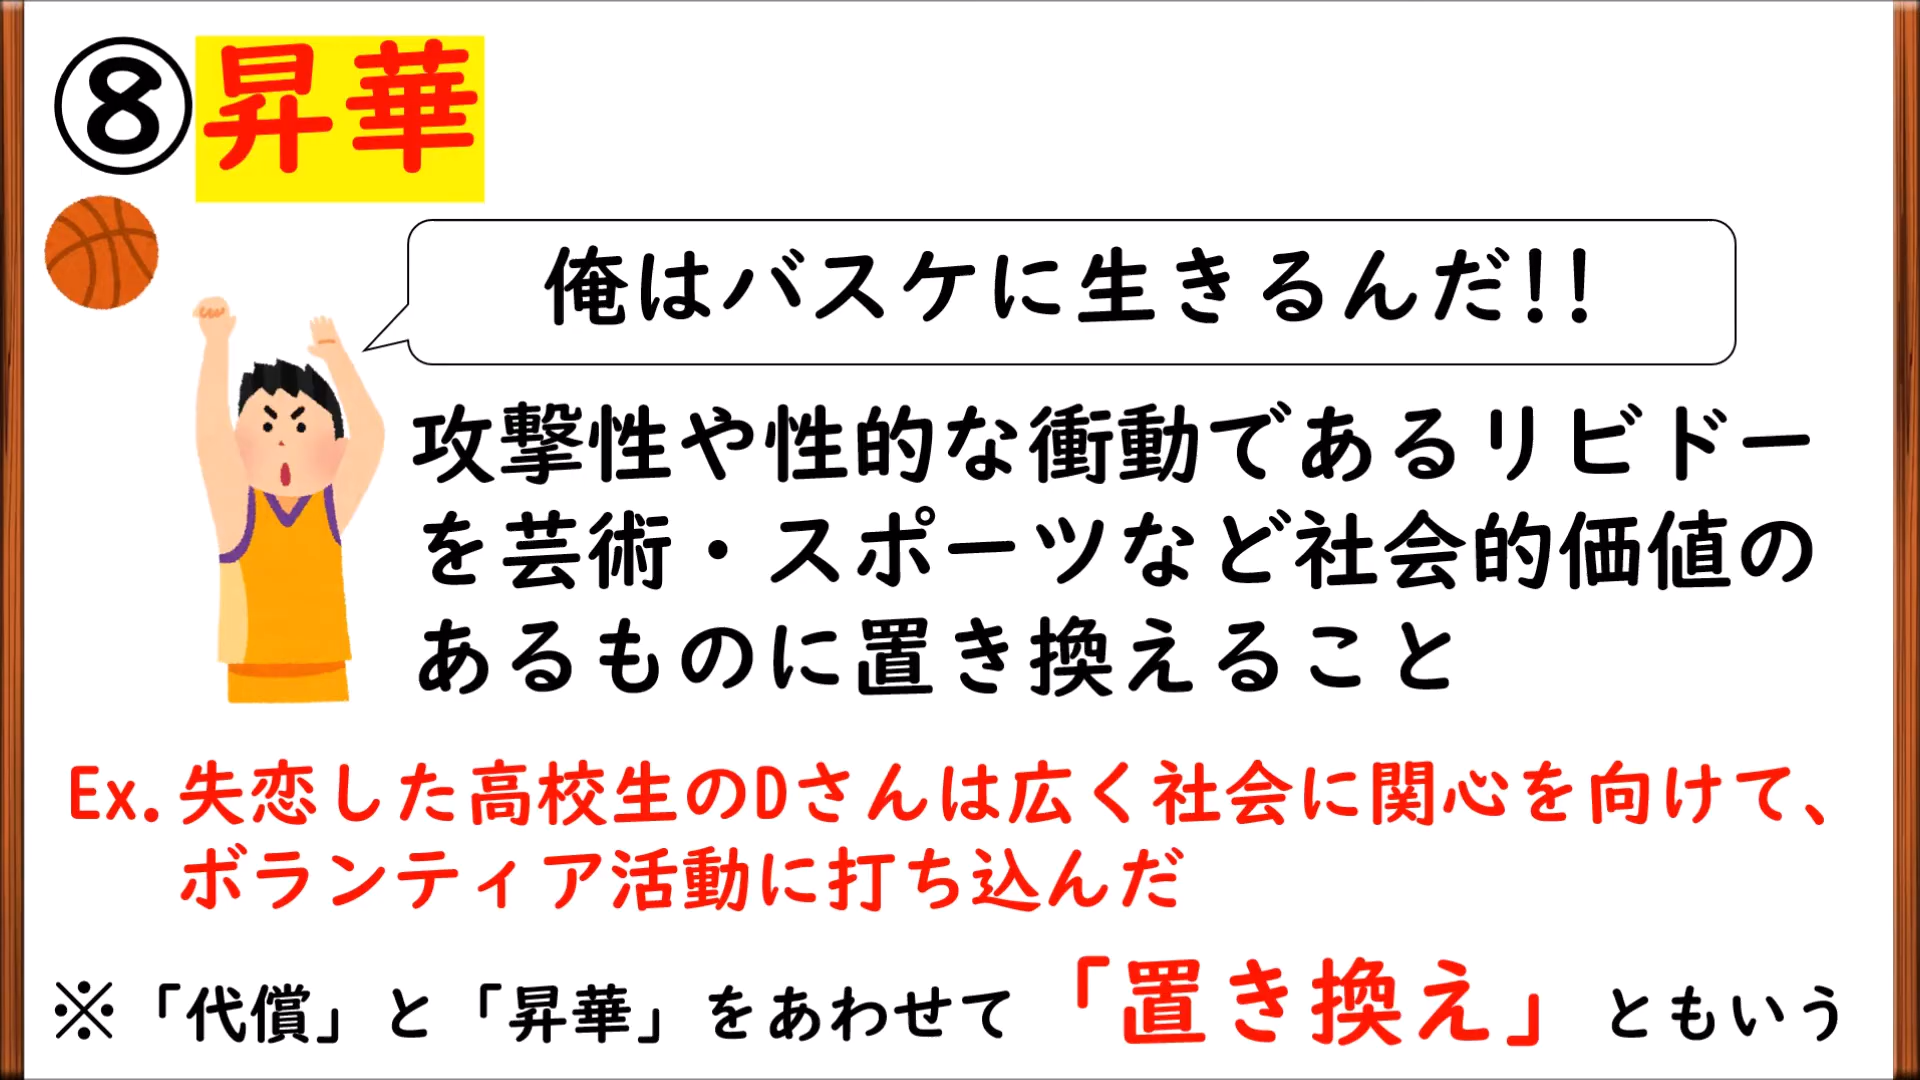 ⑧昇華
俺はバスケに生きるんだ!!
攻撃性や性的な衝動であるリビドー
を芸術・スポーツなど社会的価値の
あるものに置き換えること
Ex.失恋した高校生のDさんは広く社会に関心を向けて、
ボランティア活動に打ち込んだ
※「代償」と「昇華」をあわせて「置き換え」ともいう